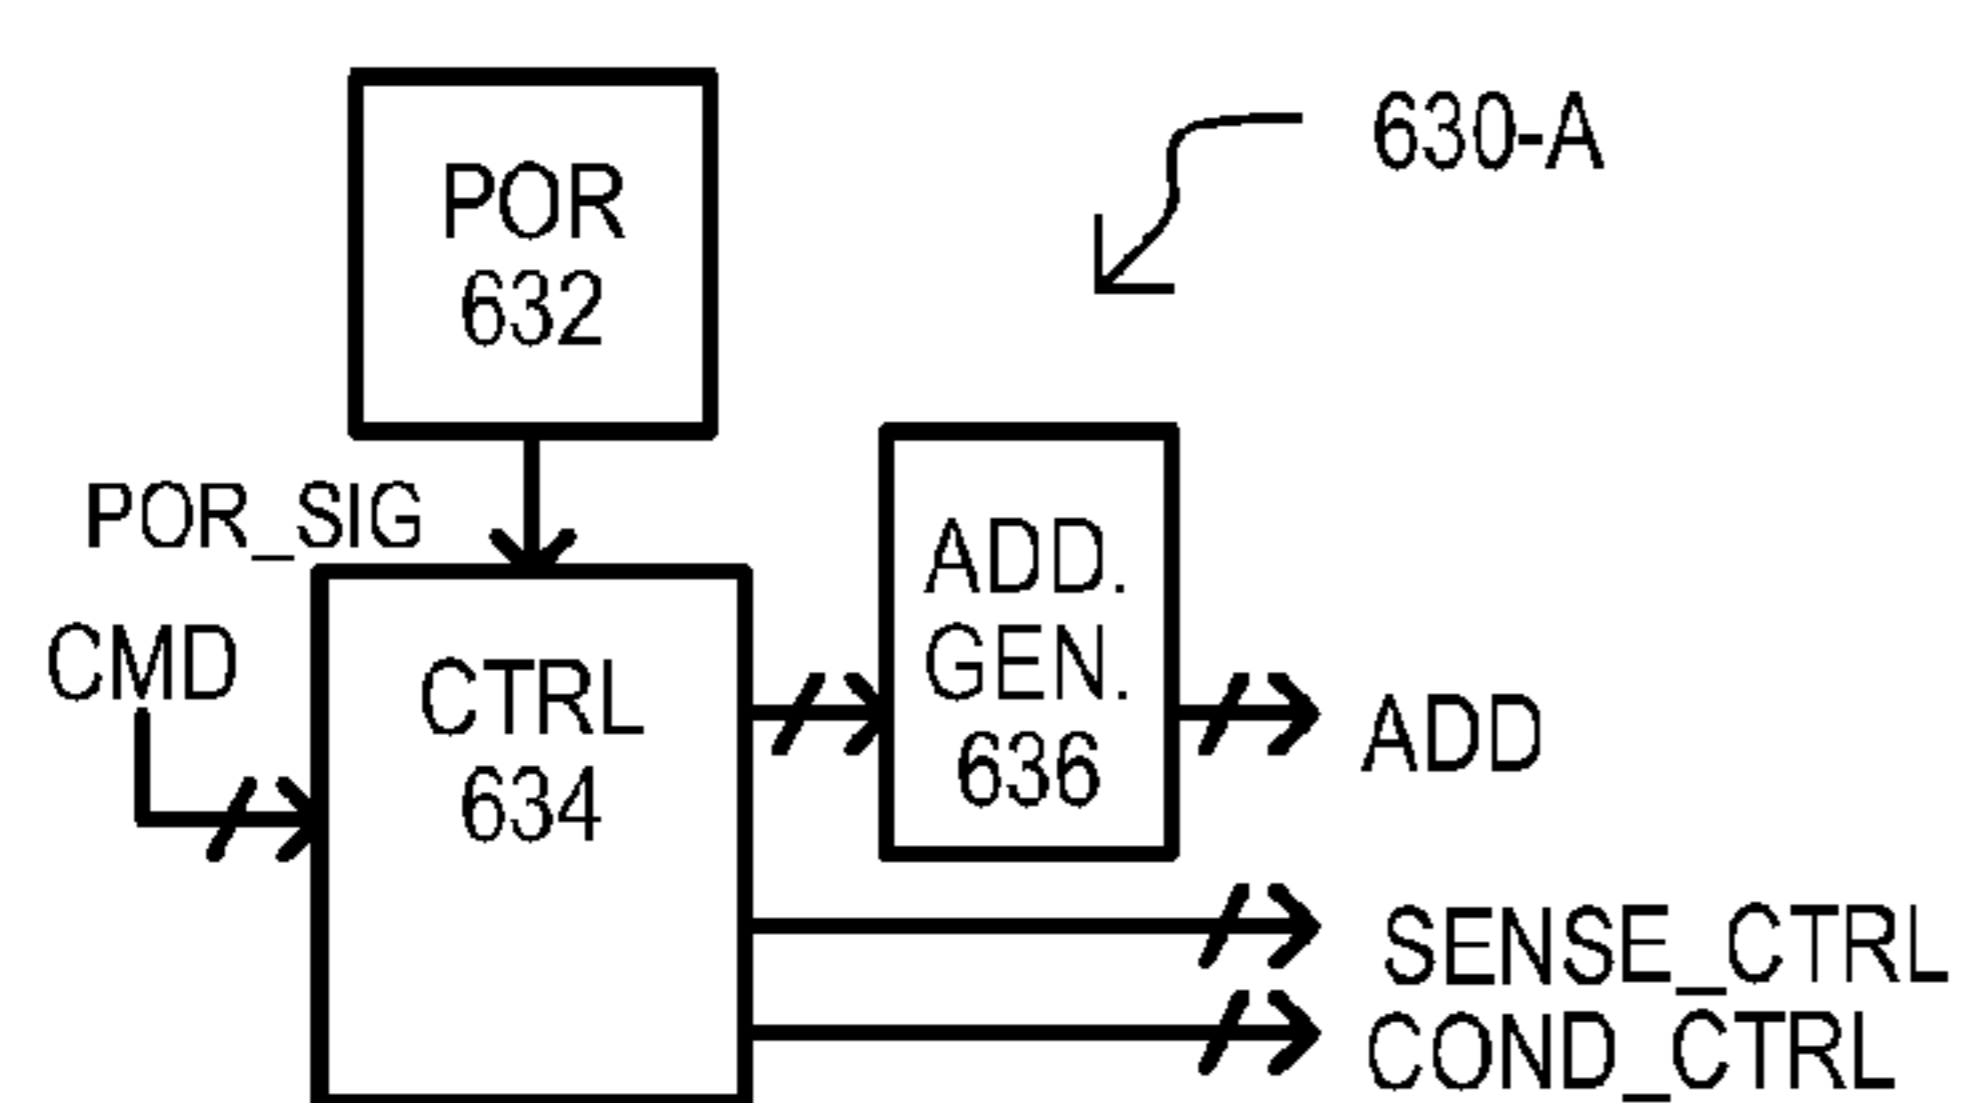 POR
632
630-A
POR_SIG
CMD
CTRL
634
ADD.
GEN.
636
ADD
SENSE_CTRL
COND_CTRL